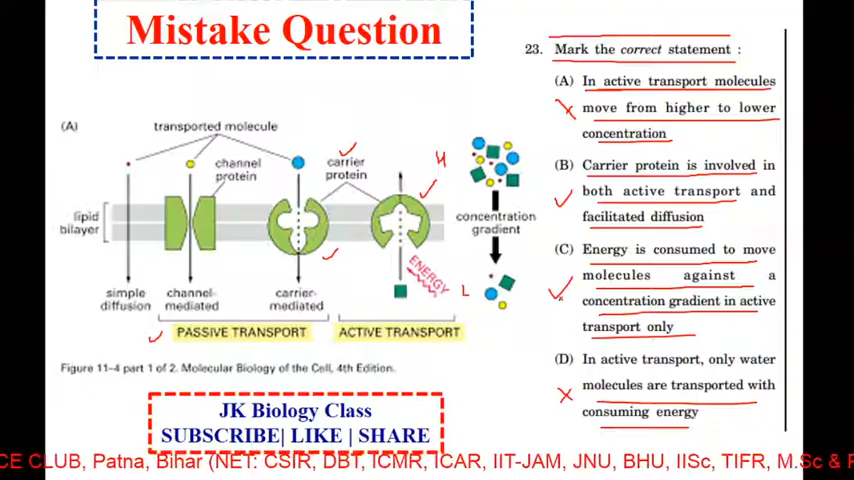 Mistake Question
(A)
transported molecule
channel
protein
carrier
protein
H
lipid
bilayer
concentration
gradient
ENERGY
L
simple
diffusion
channel-
mediated
carrier-
mediated
PASSIVE TRANSPORT
ACTIVE TRANSPORT
Figure 11–4 part 1 of 2. Molecular Biology of the Cell, 4th Edition.
JK Biology Class
SUBSCRIBE| LIKE | SHARE
23. Mark the correct statement :
(A) In active transport molecules
move from higher to lower
concentration
(B) Carrier protein is involved in
both active transport and
facilitated diffusion
(C) Energy is consumed to move
molecules against a
concentration gradient in active
transport only
(D) In active transport, only water
molecules are transported with
consuming energy
CE CLUB, Patna, Bihar (NET: CSIR, DBT, ICMR, ICAR, IIT-JAM, JNU, BHU, IISc, TIFR, M.Sc &